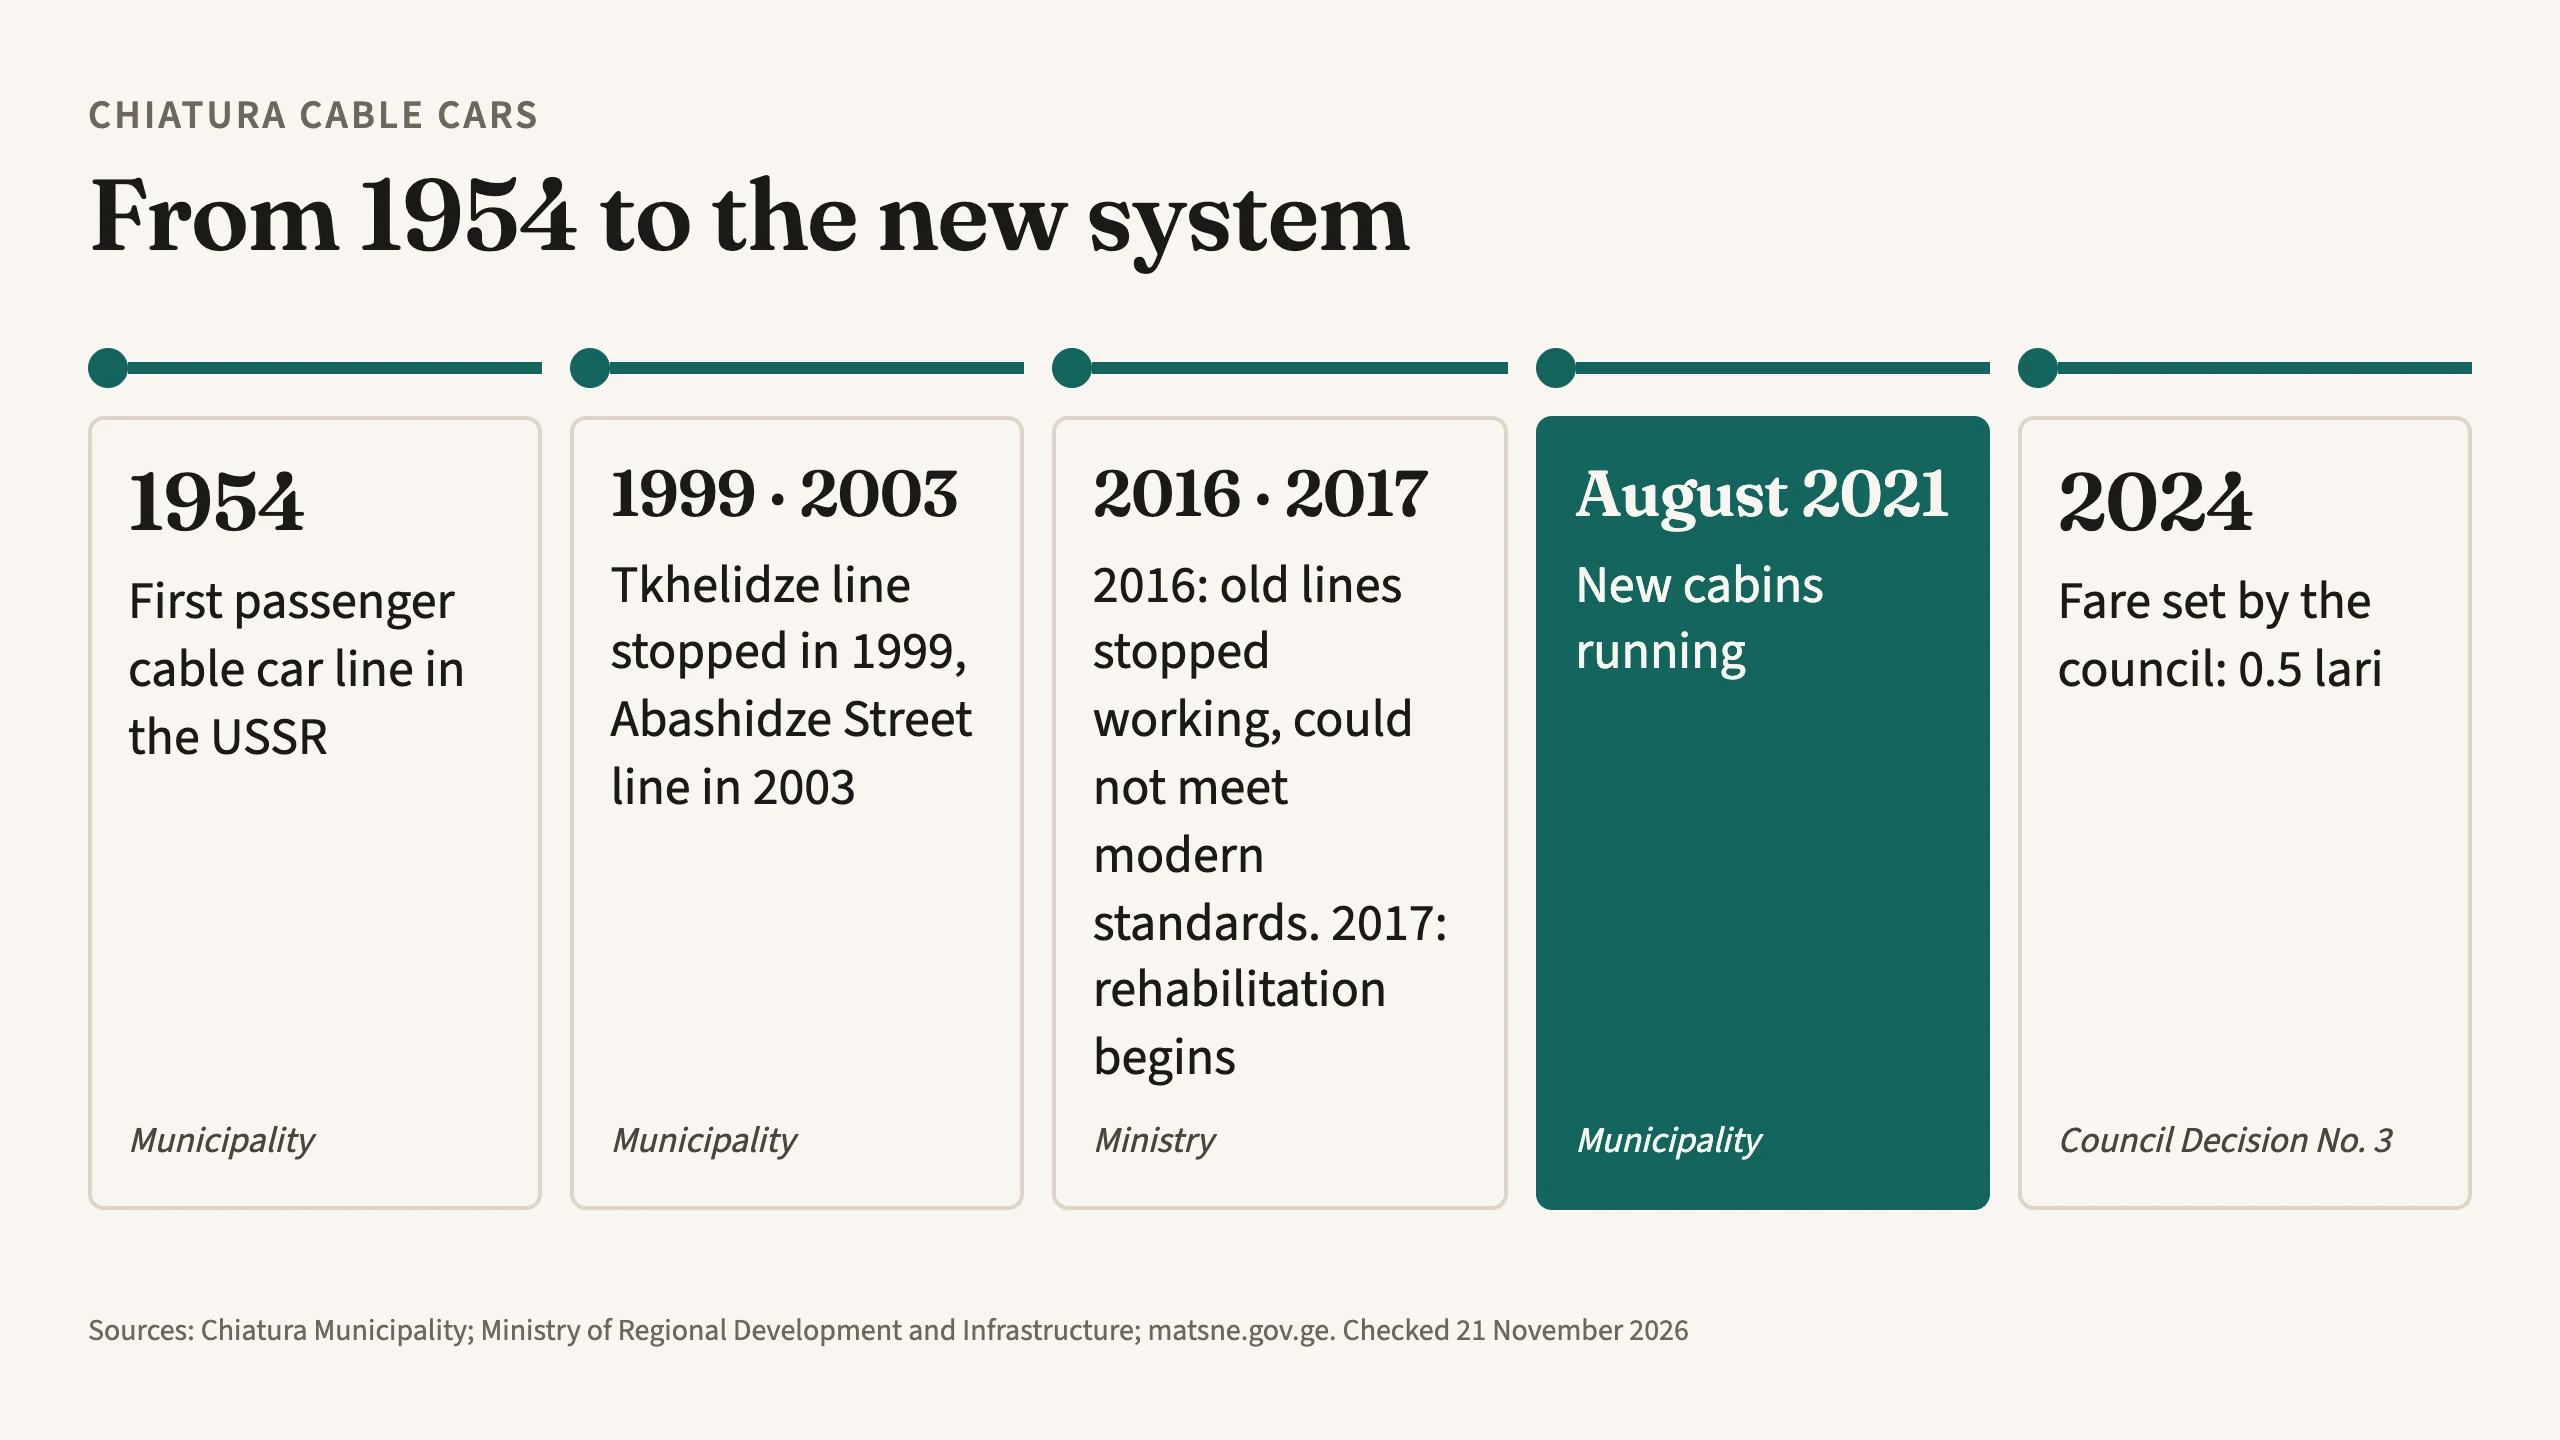 CHIATURA CABLE CARS
From 1954 to the new system
1954
First passenger
cable car line in
the USSR
Municipality
1999 · 2003
Tkhelidze line
stopped in 1999,
Abashidze Street
line in 2003
Municipality
2016 · 2017
2016: old lines
stopped
working, could
not meet
modern
standards. 2017:
rehabilitation
begins
Ministry
August 2021
New cabins
running
Municipality
2024
Fare set by the
council: 0.5 lari
Council Decision No. 3
Sources: Chiatura Municipality; Ministry of Regional Development and Infrastructure; matsne.gov.ge. Checked 21 November 2026